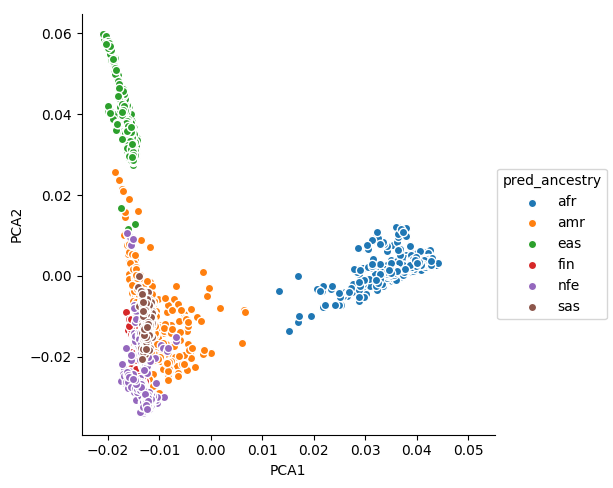 0.06
0.04
0.02
0.00
−0.02
PCA2
−0.02
−0.01
0.00
0.01
0.02
0.03
0.04
0.05
PCA1
pred_ancestry
afr
amr
eas
fin
nfe
sas